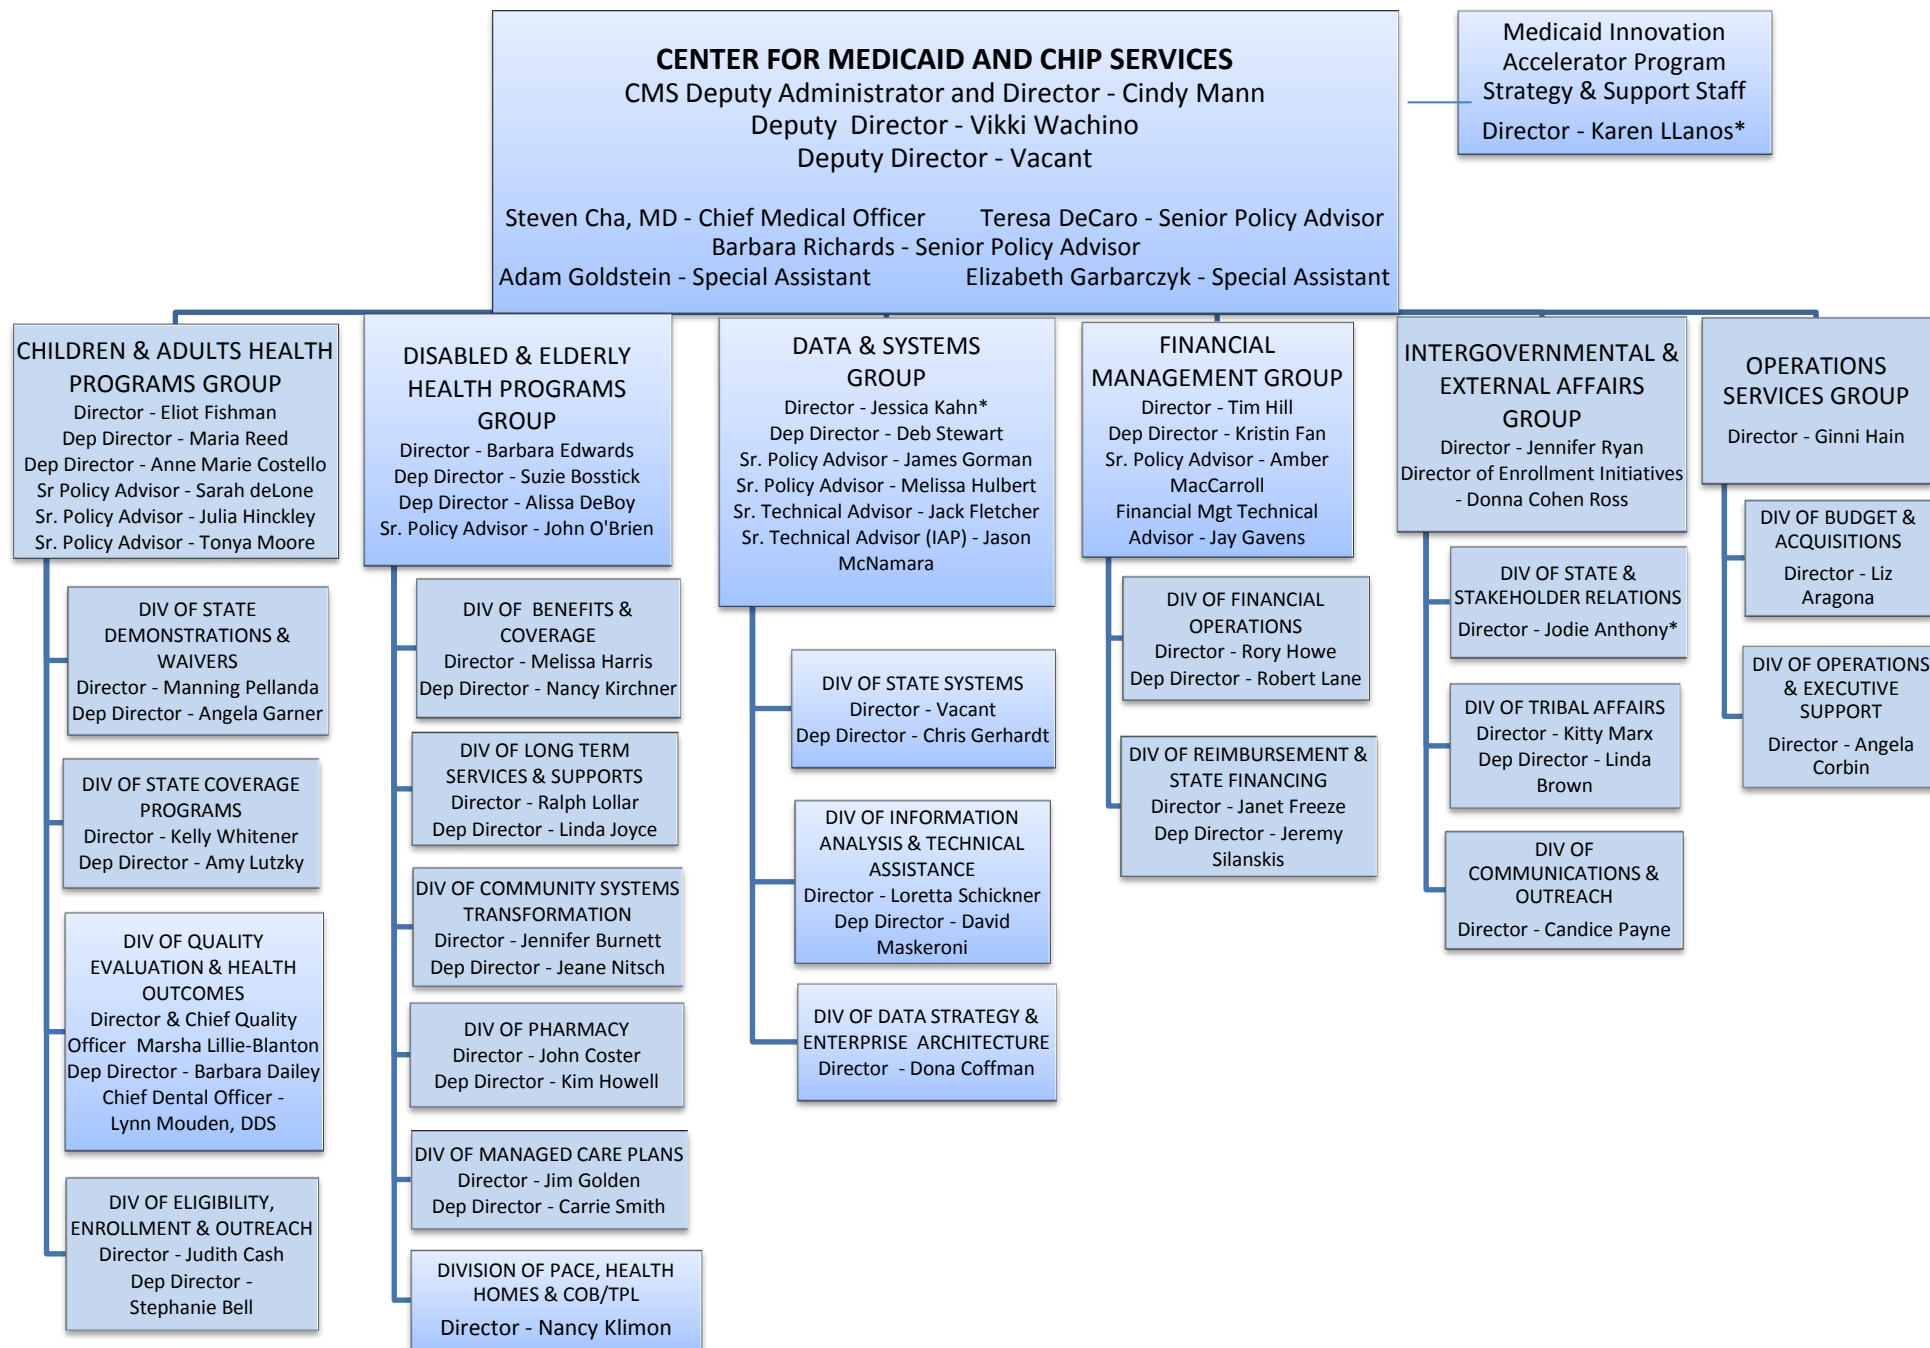 CENTER FOR MEDICAID AND CHIP SERVICES
CMS Deputy Administrator and Director - Cindy Mann
Deputy  Director - Vikki Wachino
Deputy Director - Vacant
Steven Cha, MD - Chief Medical Officer        Teresa DeCaro - Senior Policy Advisor
Barbara Richards - Senior Policy Advisor
Adam Goldstein - Special Assistant              Elizabeth Garbarczyk - Special Assistant
Medicaid Innovation
Accelerator Program
Strategy & Support Staff
Director - Karen LLanos*
CHILDREN & ADULTS HEALTH
PROGRAMS GROUP
Director - Eliot Fishman
Dep Director - Maria Reed
Dep Director - Anne Marie Costello
Sr Policy Advisor - Sarah deLone
Sr. Policy Advisor - Julia Hinckley
Sr. Policy Advisor - Tonya Moore
DIV OF STATE
DEMONSTRATIONS &
WAIVERS
Director - Manning Pellanda
Dep Director - Angela Garner
DIV OF STATE COVERAGE
PROGRAMS
Director - Kelly Whitener
Dep Director - Amy Lutzky
DIV OF QUALITY
EVALUATION & HEALTH
OUTCOMES
Director & Chief Quality
Officer  Marsha Lillie-Blanton
Dep Director - Barbara Dailey
Chief Dental Officer -
Lynn Mouden, DDS
DIV OF ELIGIBILITY,
ENROLLMENT & OUTREACH
Director - Judith Cash
Dep Director -
Stephanie Bell
DISABLED & ELDERLY
HEALTH PROGRAMS
GROUP
Director - Barbara Edwards
Dep Director - Suzie Bosstick
Dep Director - Alissa DeBoy
Sr. Policy Advisor - John O'Brien
DIV OF  BENEFITS &
COVERAGE
Director - Melissa Harris
Dep Director - Nancy Kirchner
DIV OF LONG TERM
SERVICES & SUPPORTS
Director - Ralph Lollar
Dep Director - Linda Joyce
DIV OF COMMUNITY SYSTEMS
TRANSFORMATION
Director - Jennifer Burnett
Dep Director - Jeane Nitsch
DIV OF PHARMACY
Director - John Coster
Dep Director - Kim Howell
DIV OF MANAGED CARE PLANS
Director - Jim Golden
Dep Director - Carrie Smith
DIVISION OF PACE, HEALTH
HOMES & COB/TPL
Director - Nancy Klimon
DATA & SYSTEMS
GROUP
Director - Jessica Kahn*
Dep Director - Deb Stewart
Sr. Policy Advisor - James Gorman
Sr. Policy Advisor - Melissa Hulbert
Sr. Technical Advisor - Jack Fletcher
Sr. Technical Advisor (IAP) - Jason
McNamara
DIV OF STATE SYSTEMS
Director - Vacant
Dep Director - Chris Gerhardt
DIV OF INFORMATION
ANALYSIS & TECHNICAL
ASSISTANCE
Director - Loretta Schickner
Dep Director - David
Maskeroni
DIV OF DATA STRATEGY &
ENTERPRISE  ARCHITECTURE
Director  - Dona Coffman
FINANCIAL
MANAGEMENT GROUP
Director - Tim Hill
Dep Director - Kristin Fan
Sr. Policy Advisor - Amber
MacCarroll
Financial Mgt Technical
Advisor - Jay Gavens
DIV OF FINANCIAL
OPERATIONS
Director - Rory Howe
Dep Director - Robert Lane
DIV OF REIMBURSEMENT &
STATE FINANCING
Director - Janet Freeze
Dep Director - Jeremy
Silanskis
INTERGOVERNMENTAL &
EXTERNAL AFFAIRS
GROUP
Director - Jennifer Ryan
Director of Enrollment Initiatives
- Donna Cohen Ross
DIV OF STATE &
STAKEHOLDER RELATIONS
Director - Jodie Anthony*
DIV OF TRIBAL AFFAIRS
Director - Kitty Marx
Dep Director - Linda
Brown
DIV OF
COMMUNICATIONS &
OUTREACH
Director - Candice Payne
OPERATIONS
SERVICES GROUP
Director - Ginni Hain
DIV OF BUDGET &
ACQUISITIONS
Director - Liz
Aragona
DIV OF OPERATIONS
& EXECUTIVE
SUPPORT
Director - Angela
Corbin